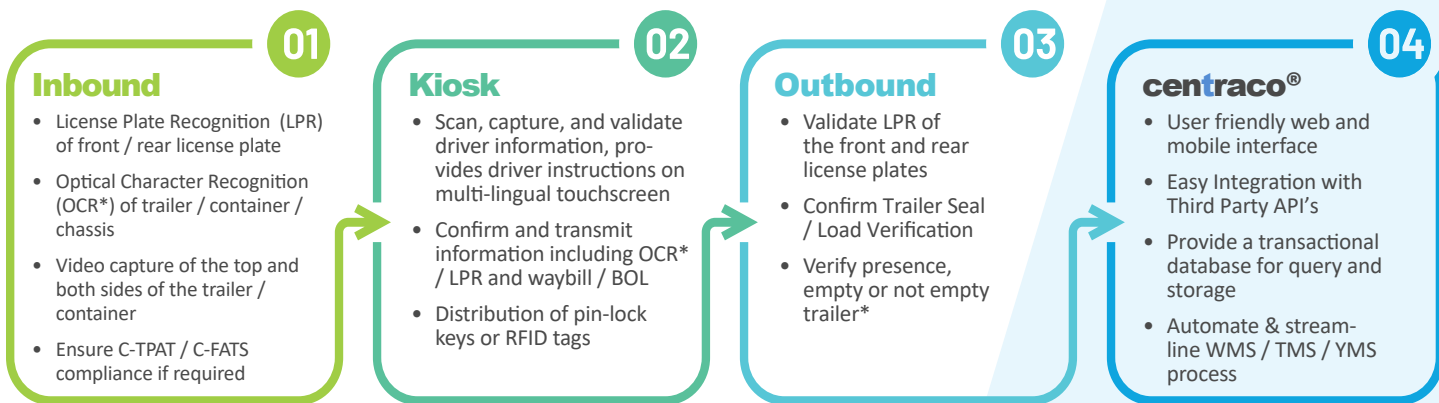 01
Inbound
• License Plate Recognition (LPR)
of front / rear license plate
• Optical Character Recognition
(OCR*) of trailer / container /
chassis
• Video capture of the top and
both sides of the trailer /
container
• Ensure C-TPAT / C-FATS
compliance if required
02
Kiosk
• Scan, capture, and validate
driver information, pro-
vides driver instructions on
multi-lingual touchscreen
• Confirm and transmit
information including OCR*
/ LPR and waybill / BOL
• Distribution of pin-lock
keys or RFID tags
03
Outbound
• Validate LPR of
the front and rear
license plates
• Confirm Trailer Seal
/ Load Verification
• Verify presence,
empty or not empty
trailer*
04
centraco®
• User friendly web and
mobile interface
• Easy Integration with
Third Party API's
• Provide a transactional
database for query and
storage
• Automate & stream-
line WMS / TMS / YMS
process